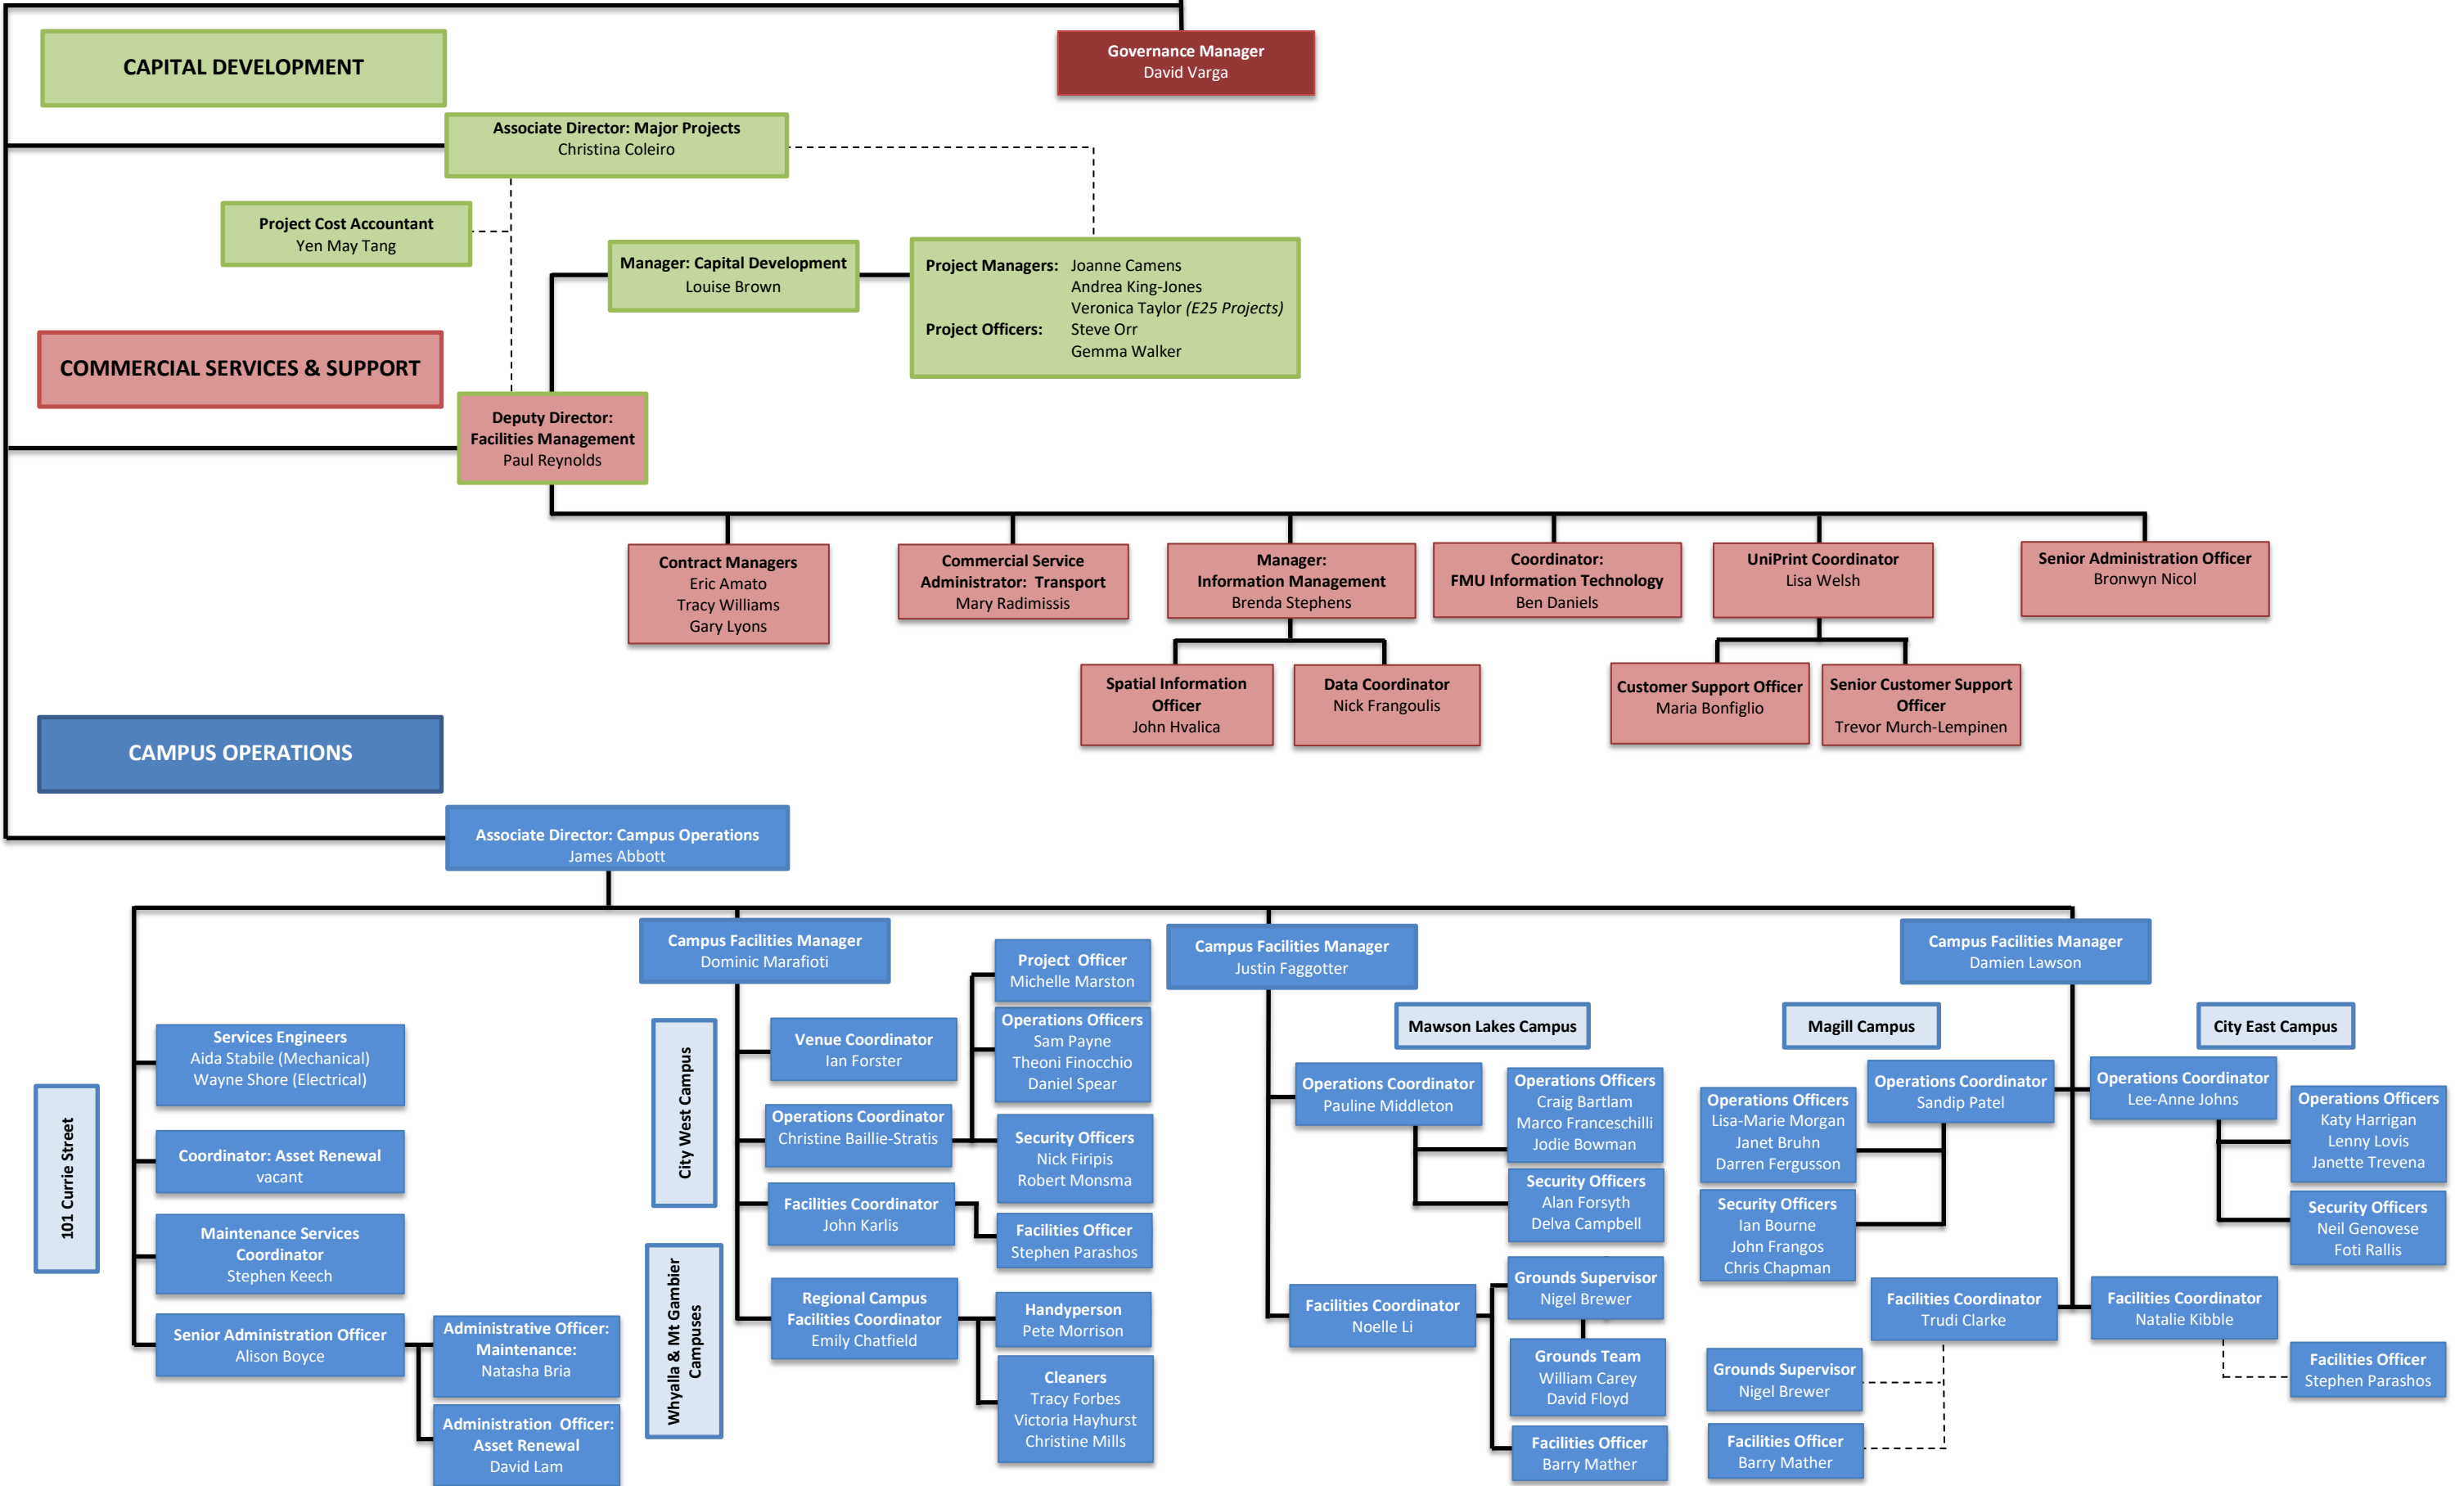 CAPITAL DEVELOPMENT
Governance Manager
David Varga
Associate Director: Major Projects
Christina Coleiro
Project Cost Accountant
Yen May Tang
Manager: Capital Development
Louise Brown
Project Managers: Joanne Camens
Andrea King-Jones
Veronica Taylor (E25 Projects)
Project Officers: Steve Orr
Gemma Walker
COMMERCIAL SERVICES & SUPPORT
Deputy Director:
Facilities Management
Paul Reynolds
Contract Managers
Eric Amato
Tracy Williams
Gary Lyons
Commercial Service
Administrator: Transport
Mary Radimissis
Manager:
Information Management
Brenda Stephens
Coordinator:
FMU Information Technology
Ben Daniels
UniPrint Coordinator
Lisa Welsh
Senior Administration Officer
Bronwyn Nicol
Spatial Information
Officer
John Hvalica
Data Coordinator
Nick Frangoulis
Customer Support Officer
Maria Bonfiglio
Senior Customer Support
Officer
Trevor Murch-Lempinen
CAMPUS OPERATIONS
Associate Director: Campus Operations
James Abbott
101 Currie Street
Services Engineers
Aida Stabile (Mechanical)
Wayne Shore (Electrical)
Coordinator: Asset Renewal
vacant
Maintenance Services
Coordinator
Stephen Keech
Senior Administration Officer
Alison Boyce
Administrative Officer:
Maintenance:
Natasha Bria
Administration Officer:
Asset Renewal
David Lam
Campus Facilities Manager
Dominic Marafioti
City West Campus
Venue Coordinator
Ian Forster
Operations Coordinator
Christine Baillie-Stratis
Project Officer
Michelle Marston
Operations Officers
Sam Payne
Theoni Finocchio
Daniel Spear
Security Officers
Nick Firipis
Robert Monsma
Facilities Coordinator
John Karlis
Facilities Officer
Stephen Parashos
Whyalla & Mt Gambier
Campuses
Regional Campus
Facilities Coordinator
Emily Chatfield
Handyperson
Pete Morrison
Cleaners
Tracy Forbes
Victoria Hayhurst
Christine Mills
Campus Facilities Manager
Justin Faggotter
Mawson Lakes Campus
Operations Coordinator
Pauline Middleton
Operations Officers
Craig Bartlam
Marco Franceschilli
Jodie Bowman
Security Officers
Alan Forsyth
Delva Campbell
Facilities Coordinator
Noelle Li
Grounds Supervisor
Nigel Brewer
Grounds Team
William Carey
David Floyd
Facilities Officer
Barry Mather
Campus Facilities Manager
Damien Lawson
Magill Campus
Operations Coordinator
Sandip Patel
Operations Officers
Lisa-Marie Morgan
Janet Bruhn
Darren Fergusson
Security Officers
Ian Bourne
John Frangos
Chris Chapman
Facilities Coordinator
Trudi Clarke
Grounds Supervisor
Nigel Brewer
Facilities Officer
Barry Mather
City East Campus
Operations Coordinator
Lee-Anne Johns
Operations Officers
Katy Harrigan
Lenny Lovis
Janette Trevena
Security Officers
Neil Genovese
Foti Rallis
Facilities Coordinator
Natalie Kibble
Facilities Officer
Stephen Parashos